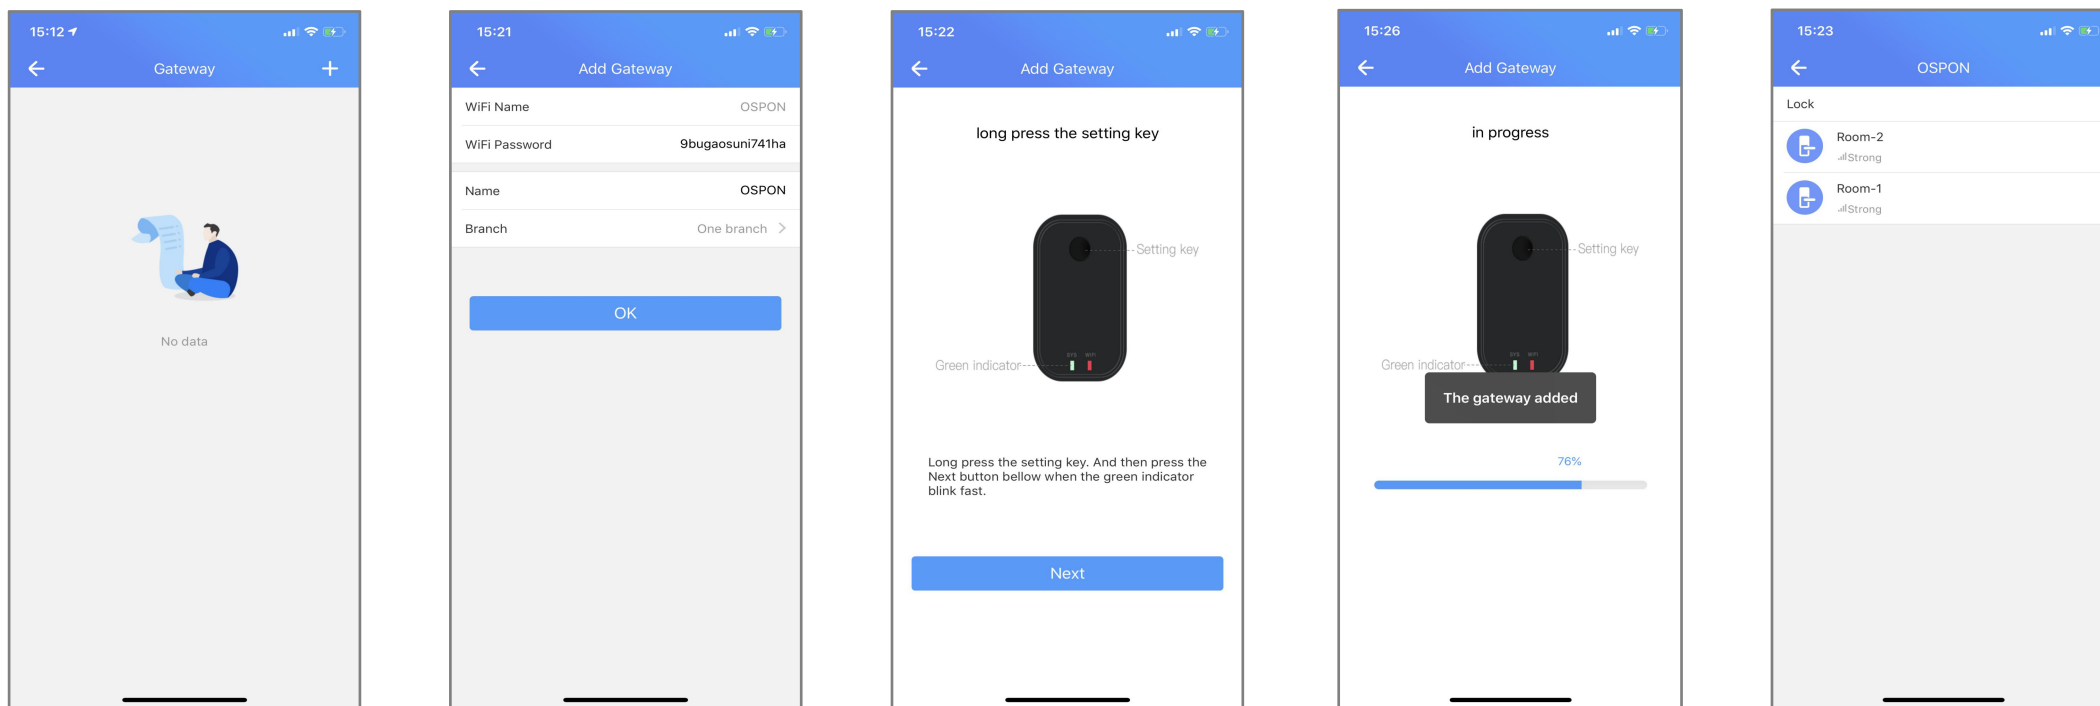 15:12
Gateway
No data
15:21
Add Gateway
WiFi Name OSPON
WiFi Password 9bugaosuni741ha
Name OSPON
Branch One branch
OK
15:22
Add Gateway
long press the setting key
Setting key
SYS WIFI
Green indicator
Long press the setting key. And then press the
Next button bellow when the green indicator
blink fast.
Next
15:26
Add Gateway
in progress
Setting key
SYS WIFI
Green indicator
The gateway added
76%
15:23
OSPON
Lock
Room-2
Strong
Room-1
Strong